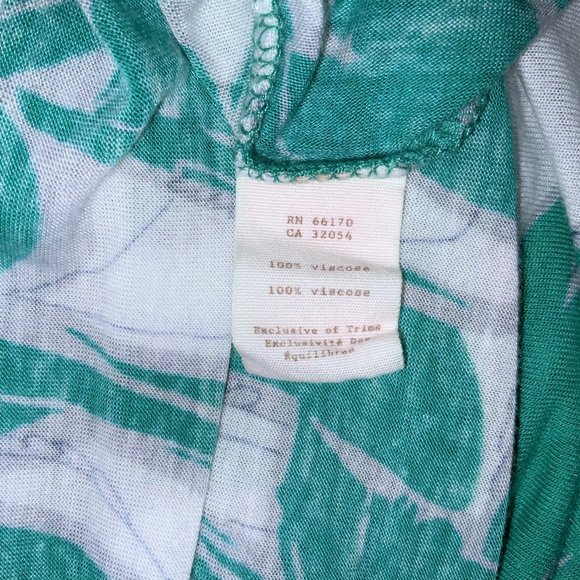 RN 66170
CA 32054
100% viscose
100% viscose
Exclusive of Trims
Exclusivité Des
Équilibres